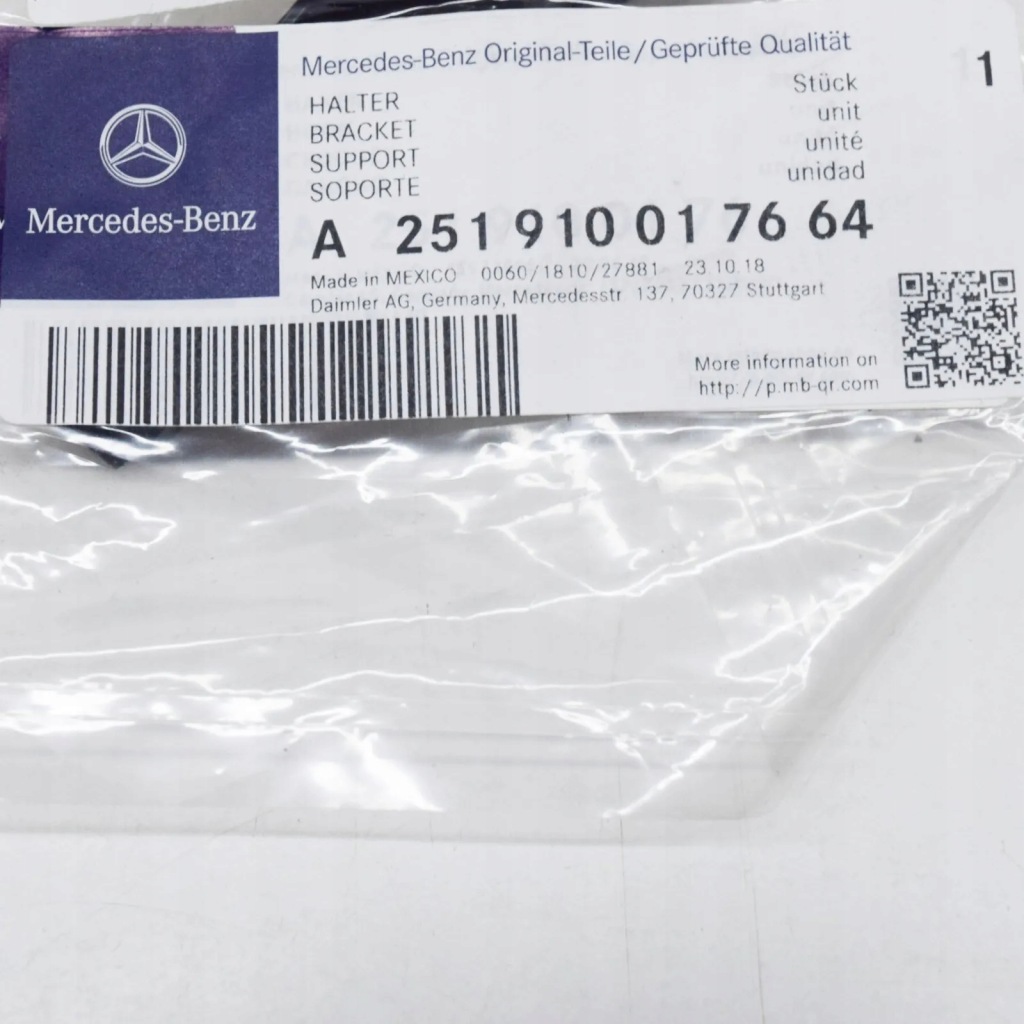 Mercedes-Benz Original-Teile/Geprüfte Qualität
HALTER
BRACKET
SUPPORT
SOPORTE
Stück
unit
unité
unidad
1
Mercedes-Benz
A 251 910 01 76 64
Made in MEXICO 0060/1810/27881 23.10.18
Daimler AG, Germany, Mercedesstr. 137, 70327 Stuttgart
More information on
http://p.mb-qr.com